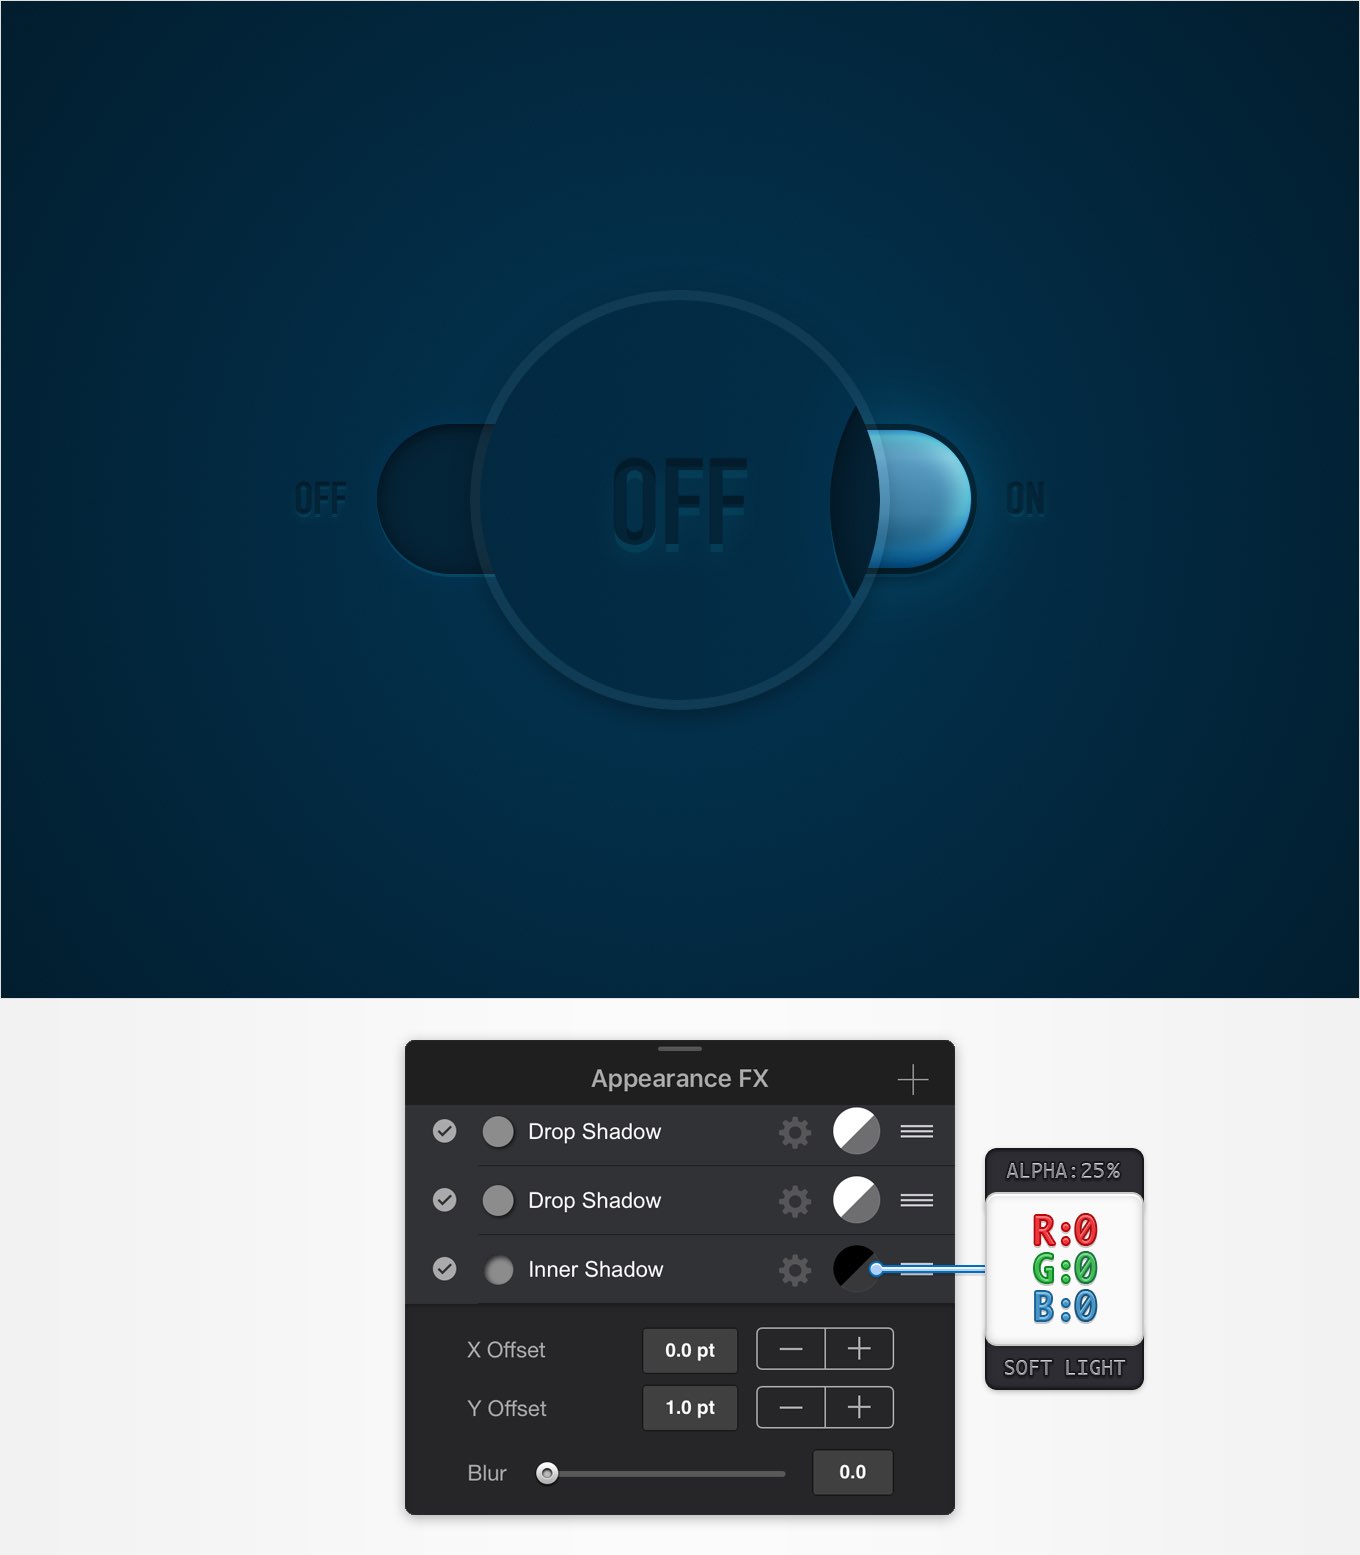 OFF
OFF
ON
Appearance FX
Drop Shadow
Drop Shadow
Inner Shadow
X Offset 0.0 pt
Y Offset 1.0 pt
Blur 0.0
ALPHA:25%
R:0
G:0
B:0
SOFT LIGHT